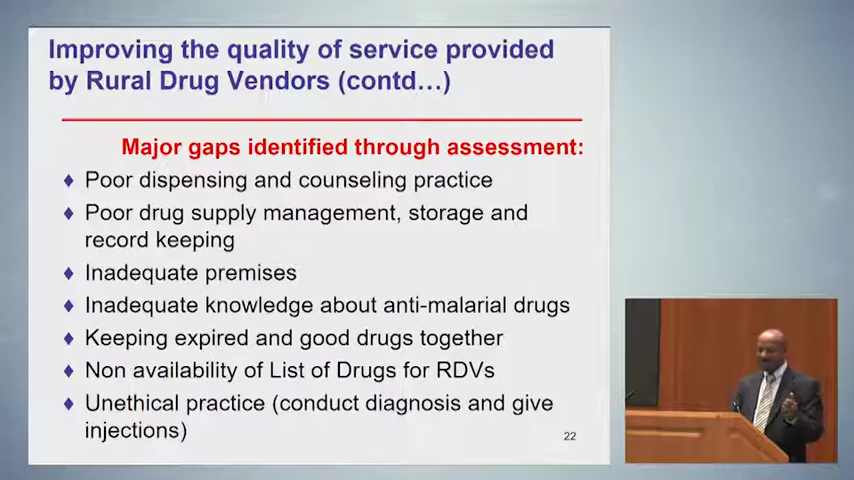 Improving the quality of service provided
by Rural Drug Vendors (contd…)
Major gaps identified through assessment:
♦ Poor dispensing and counseling practice
♦ Poor drug supply management, storage and
record keeping
♦ Inadequate premises
♦ Inadequate knowledge about anti-malarial drugs
♦ Keeping expired and good drugs together
♦ Non availability of List of Drugs for RDVs
♦ Unethical practice (conduct diagnosis and give
injections)
22